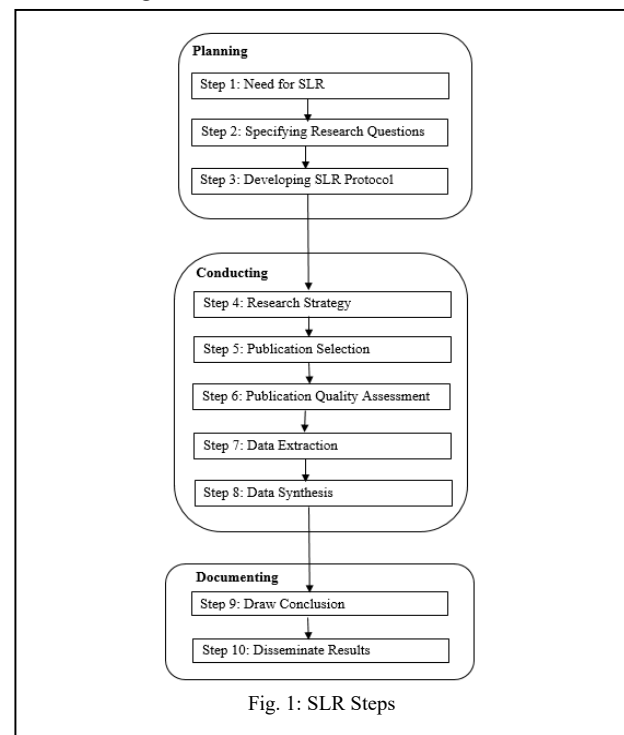 Planning
Step 1: Need for SLR
Step 2: Specifying Research Questions
Step 3: Developing SLR Protocol
Conducting
Step 4: Research Strategy
Step 5: Publication Selection
Step 6: Publication Quality Assessment
Step 7: Data Extraction
Step 8: Data Synthesis
Documenting
Step 9: Draw Conclusion
Step 10: Disseminate Results
Fig. 1: SLR Steps